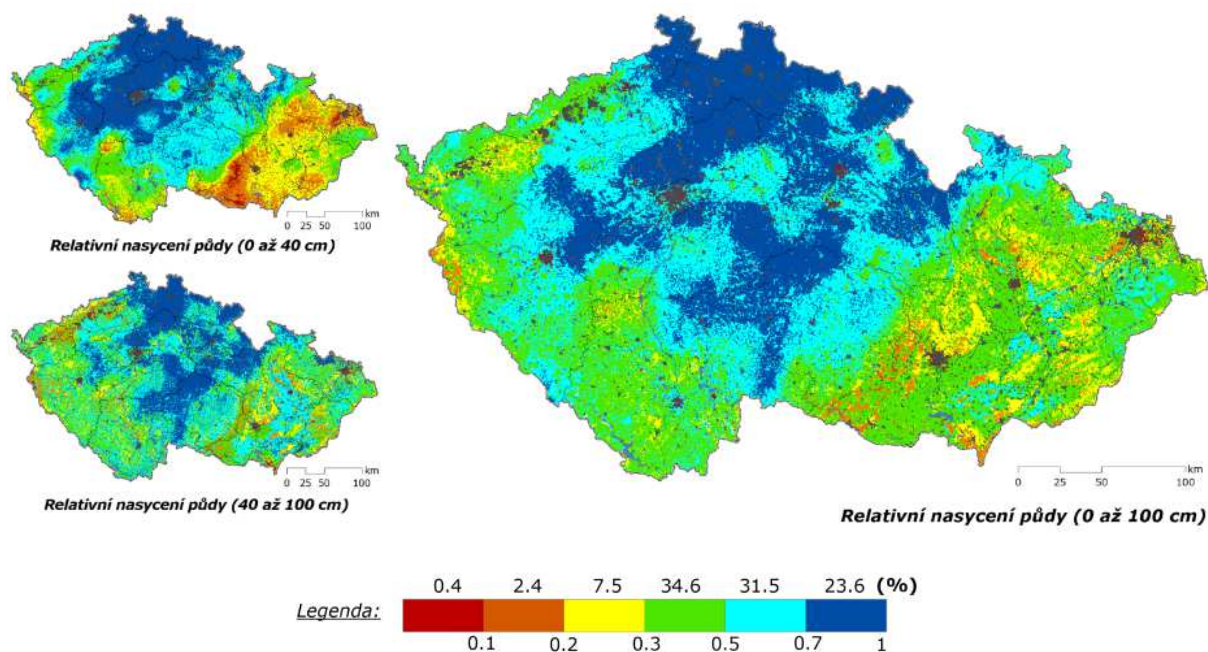 km
0 25 50 100
Relativní nasycení půdy (0 až 40 cm)
km
0 25 50 100
Relativní nasycení půdy (40 až 100 cm)
km
0 25 50 100
Relativní nasycení půdy (0 až 100 cm)
0.4 2.4 7.5 34.6 31.5 23.6 (%)
Legenda:
0.1 0.2 0.3 0.5 0.7 1